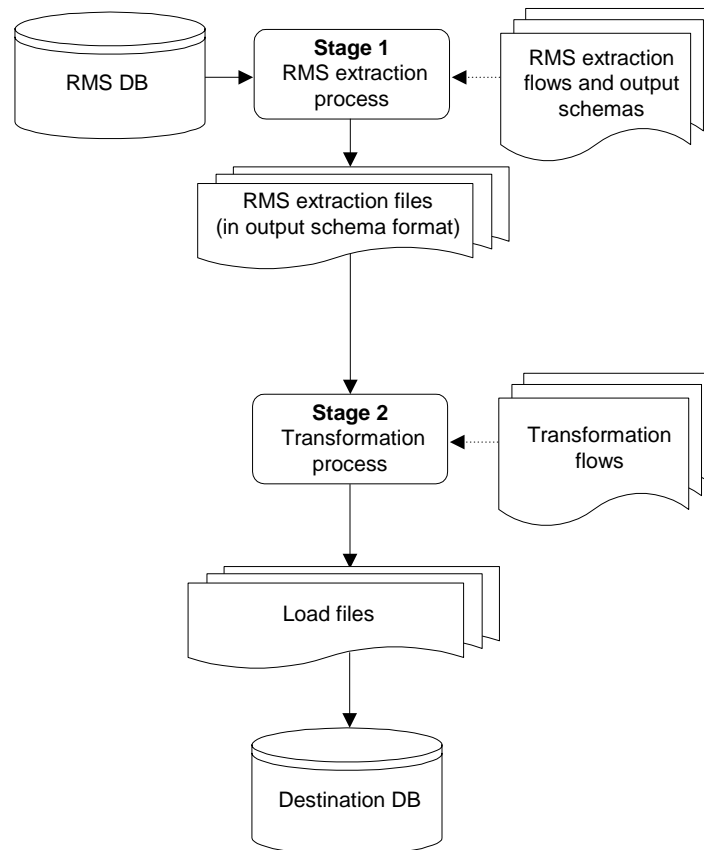 RMS DB
Stage 1
RMS extraction
process
RMS extraction
flows and output
schemas
RMS extraction files
(in output schema format)
Stage 2
Transformation
process
Transformation
flows
Load files
Destination DB